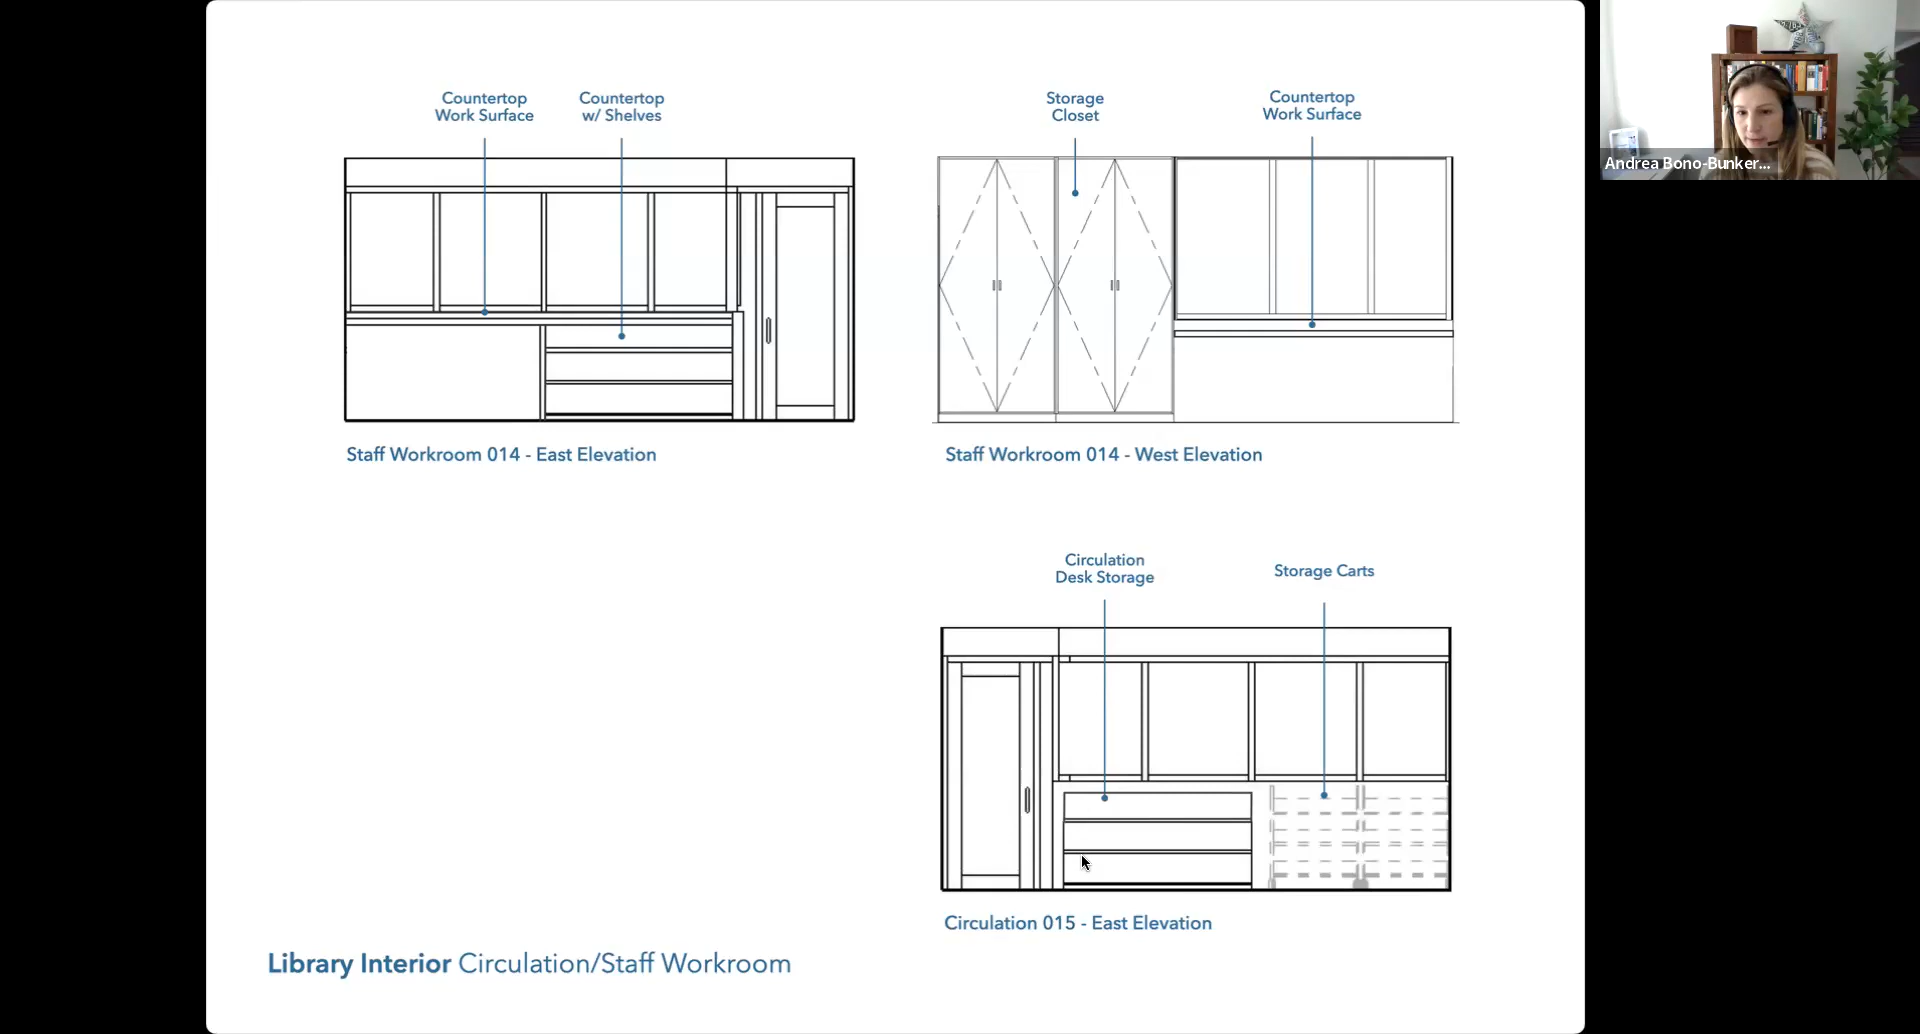 Countertop
Work Surface
Countertop
w/ Shelves
Storage
Closet
Countertop
Work Surface
Andrea Bono-Bunker...
Staff Workroom 014 - East Elevation
Staff Workroom 014 - West Elevation
Circulation
Desk Storage
Storage Carts
Circulation 015 - East Elevation
Library Interior Circulation/Staff Workroom